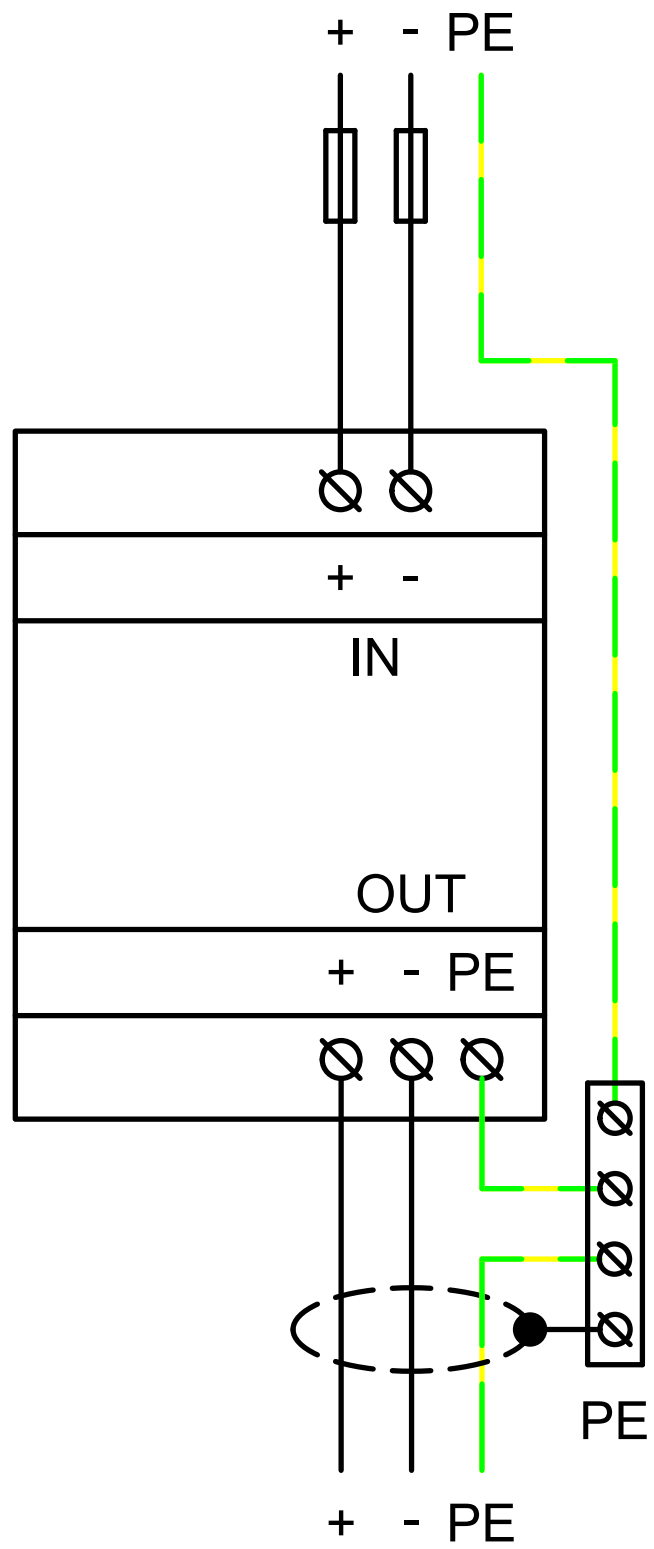 + - PE
+ -
IN
OUT
+ - PE
PE
+ - PE